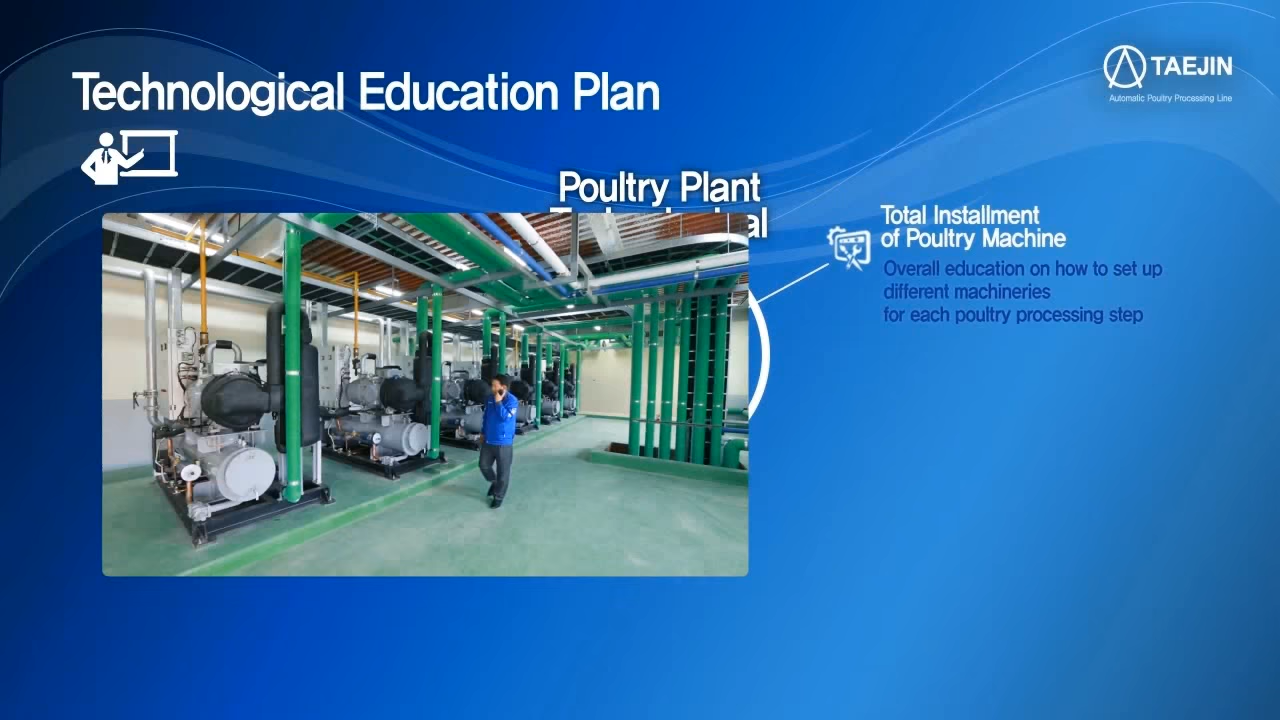 Technological Education Plan
TAEJIN
Automatic Poultry Processing Line
Poultry Plant
Total Installment
of Poultry Machine
Overall education on how to set up
different machineries
for each poultry processing step